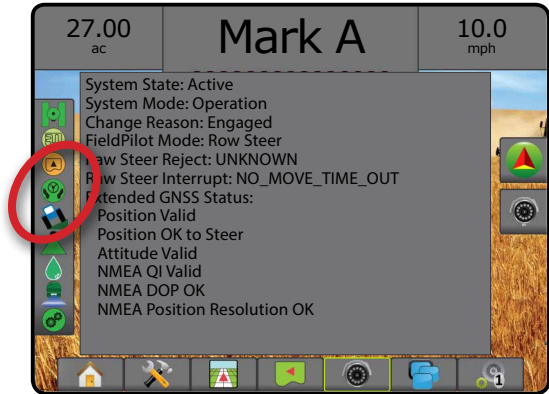 27.00
ac
Mark A
10.0
mph
System State: Active
System Mode: Operation
Change Reason: Engaged
FieldPilot Mode: Row Steer
Raw Steer Reject: UNKNOWN
Raw Steer Interrupt: NO_MOVE_TIME_OUT
Extended GNSS Status:
Position Valid
Position OK to Steer
Attitude Valid
NMEA QI Valid
NMEA DOP OK
NMEA Position Resolution OK
1